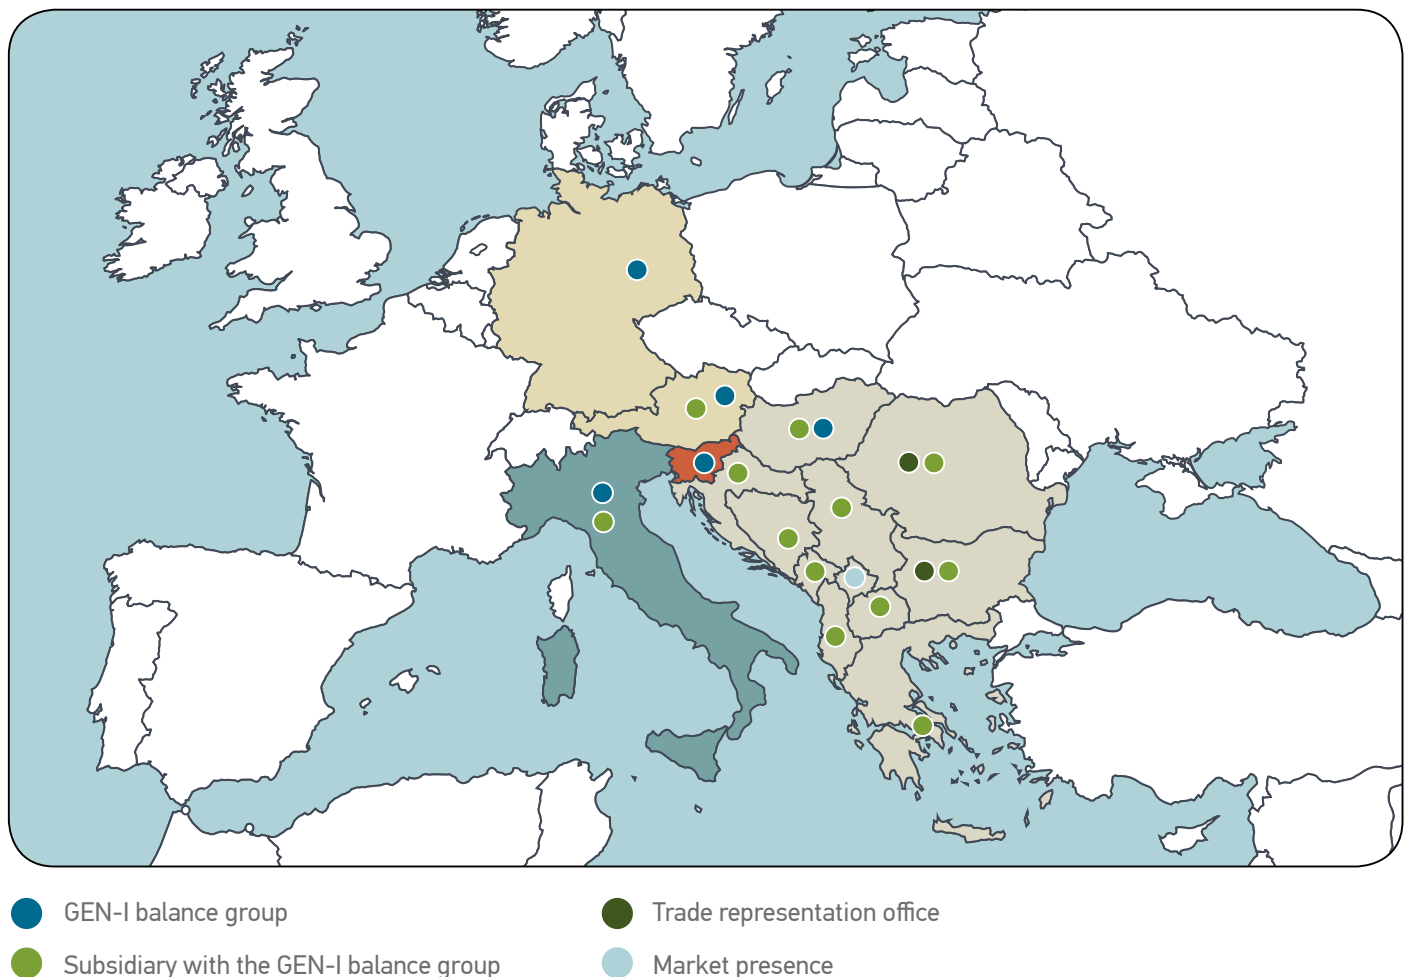 GEN-I balance group
Trade representation office
Subsidiary with the GEN-I balance group
Market presence